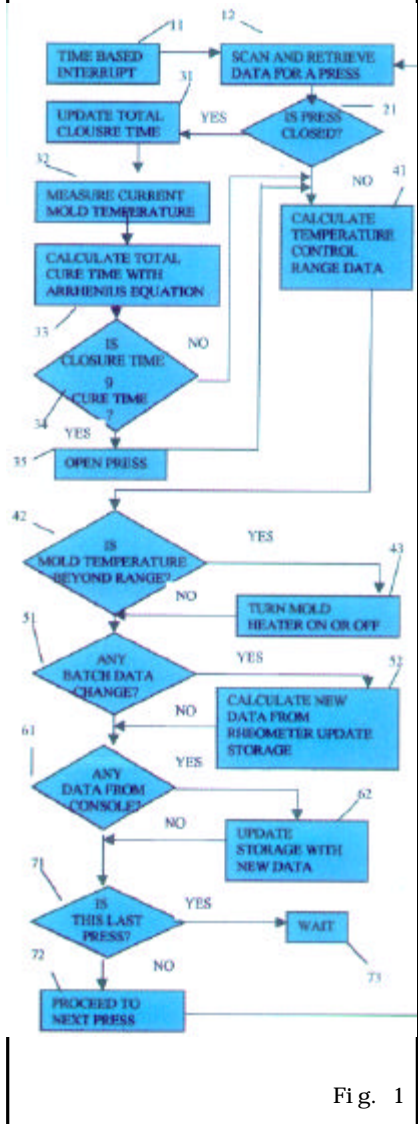 11
12
TIME BASED
INTERRUPT
SCAN AND RETRIEVE
DATA FOR A PRESS
31
21
UPDATE TOTAL
CLOUSRE TIME
YES
IS PRESS
CLOSED?
32
NO
41
MEASURE CURRENT
MOLD TEMPERATURE
CALCULATE
TEMPERATURE
CONTROL
RANGE DATA
CALCULATE TOTAL
CURE TIME WITH
ARRHENIUS EQUATION
33
IS
CLOSURE TIME
9
CURE TIME
?
NO
34
YES
35
OPEN PRESS
42
IS
MOLD TEMPERATURE
BEYOND RANGE?
YES
43
NO
TURN MOLD
HEATER ON OR OFF
51
ANY
BATCH DATA
CHANGE?
YES
52
NO
CALCULATE NEW
DATA FROM
RHEOMETER UPDATE
STORAGE
61
ANY
DATA FROM
CONSOLE?
YES
62
NO
UPDATE
STORAGE WITH
NEW DATA
71
IS
THIS LAST
PRESS?
YES
WAIT
73
72
NO
PROCEED TO
NEXT PRESS
Fig. 1